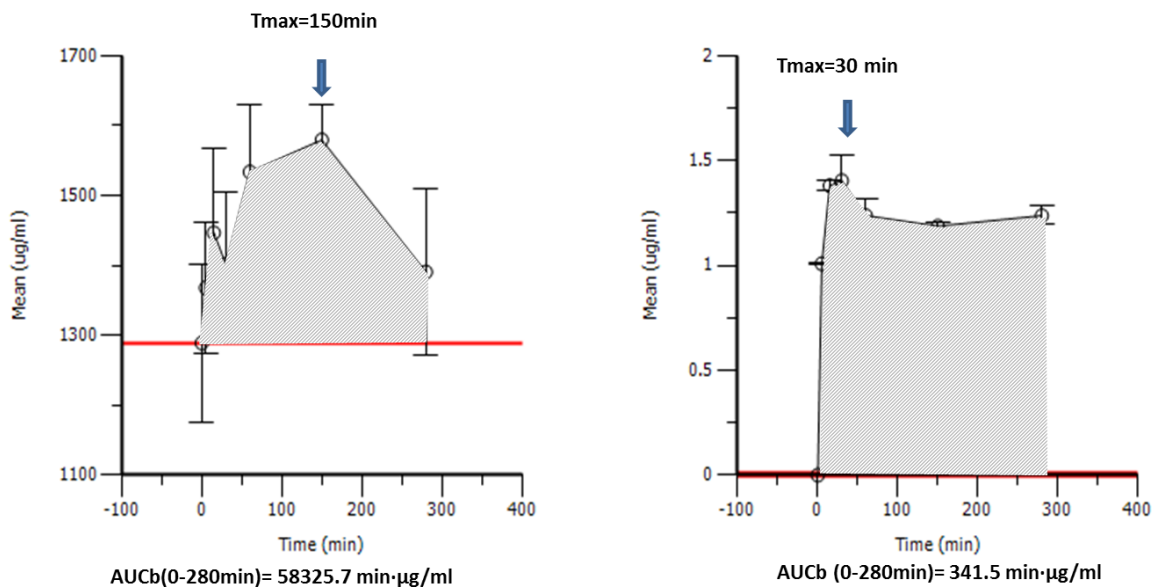 Tmax=150min
1700
1500
1300
1100
Mean (ug/ml)
-100 0 100 200 300 400
Time (min)
AUCb(0-280min)= 58325.7 min·µg/ml
Tmax=30 min
2
1.5
1
0.5
0
Mean (ug/ml)
-100 0 100 200 300 400
Time (min)
AUCb (0-280min)= 341.5 min·µg/ml